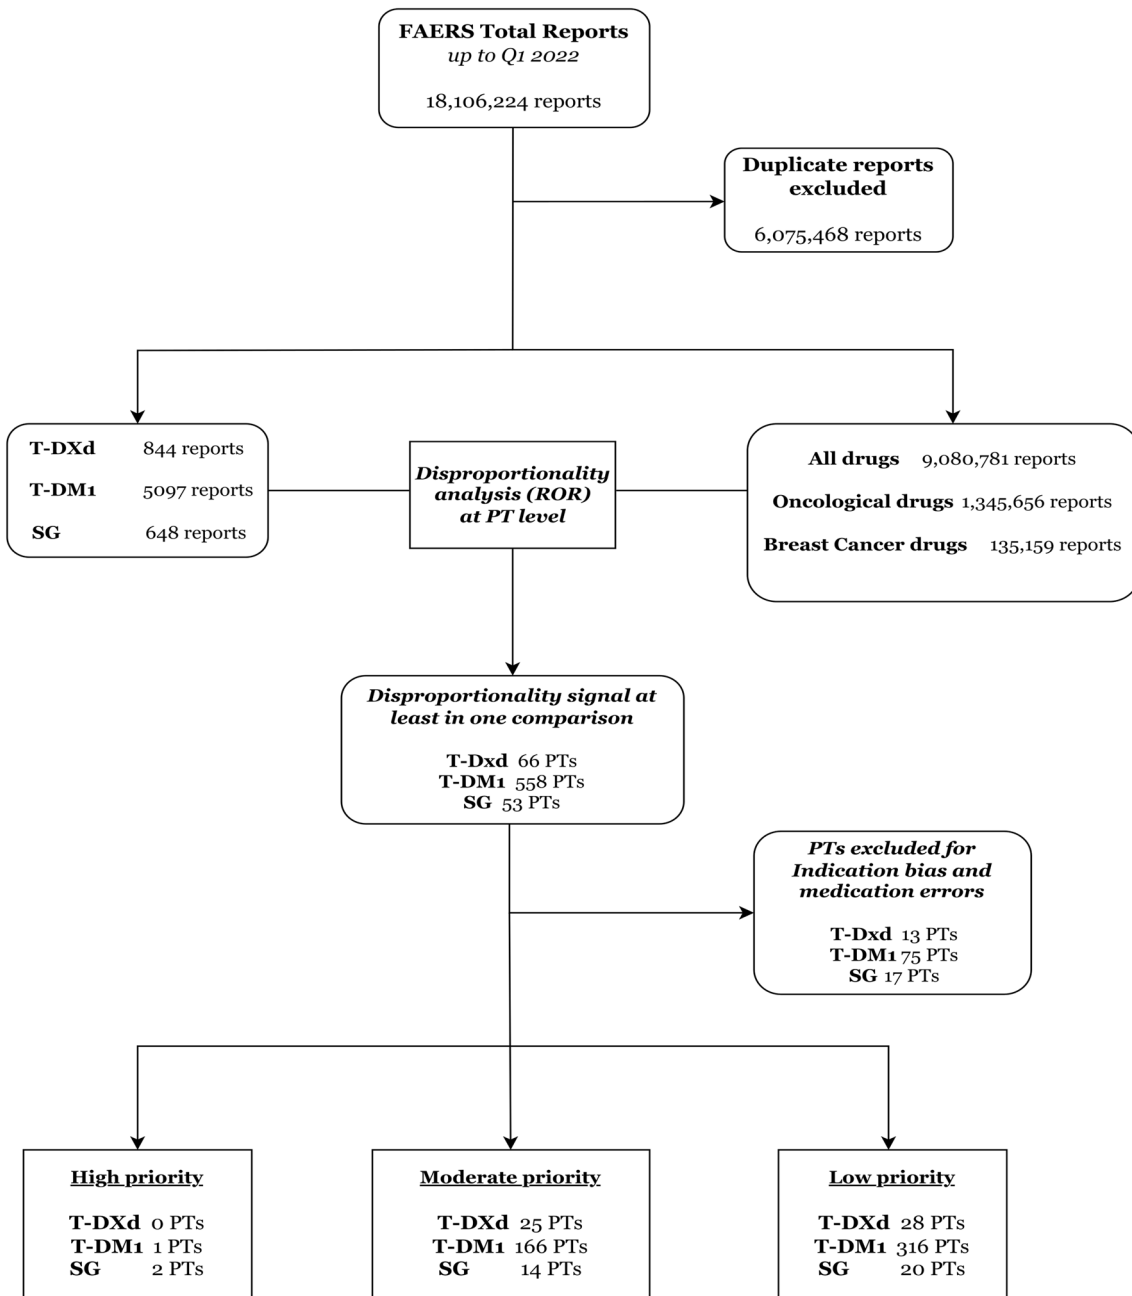 FAERS Total Reports
up to Q1 2022
18,106,224 reports
Duplicate reports
excluded
6,075,468 reports
T-DXd 844 reports
T-DM1 5097 reports
SG 648 reports
Disproportionality
analysis (ROR)
at PT level
All drugs 9,080,781 reports
Oncological drugs 1,345,656 reports
Breast Cancer drugs 135,159 reports
Disproportionality signal at
least in one comparison
T-Dxd 66 PTs
T-DM1 558 PTs
SG 53 PTs
PTs excluded for
Indication bias and
medication errors
T-Dxd 13 PTs
T-DM1 75 PTs
SG 17 PTs
High priority
T-DXd 0 PTs
T-DM1 1 PTs
SG 2 PTs
Moderate priority
T-DXd 25 PTs
T-DM1 166 PTs
SG 14 PTs
Low priority
T-DXd 28 PTs
T-DM1 316 PTs
SG 20 PTs